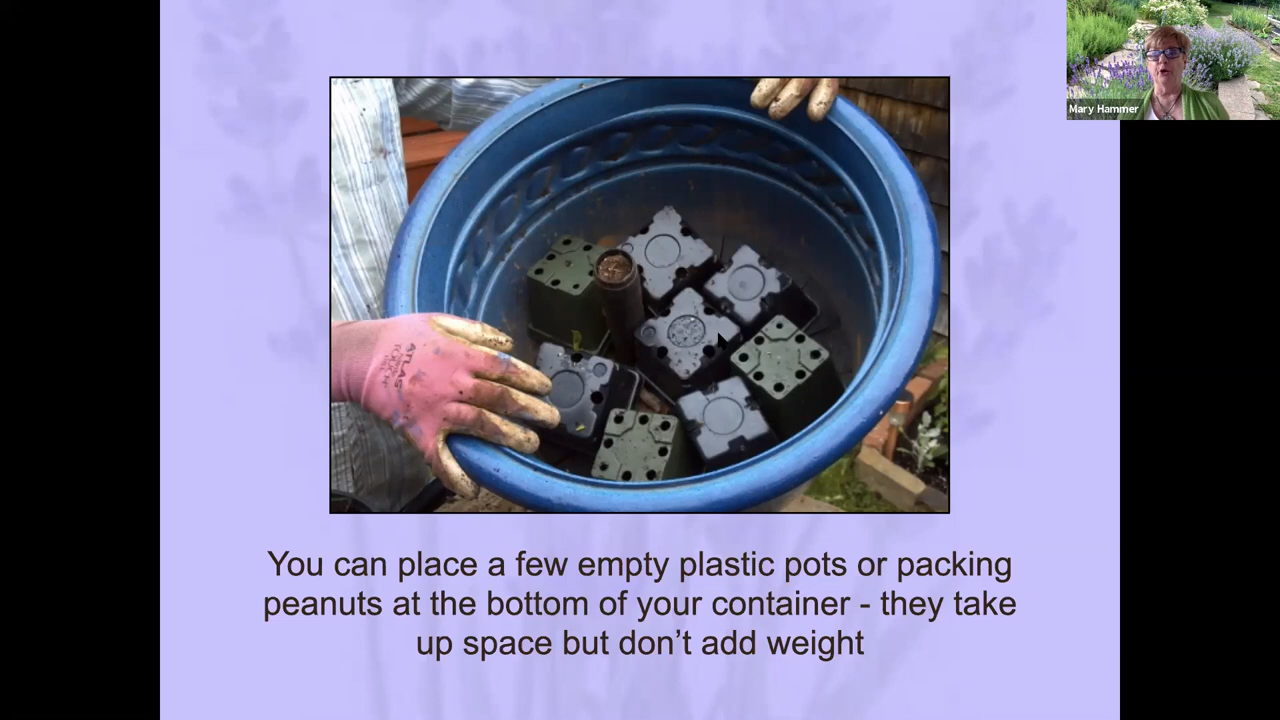 Mary Hammer
ATLAS
You can place a few empty plastic pots or packing
peanuts at the bottom of your container - they take
up space but don’t add weight